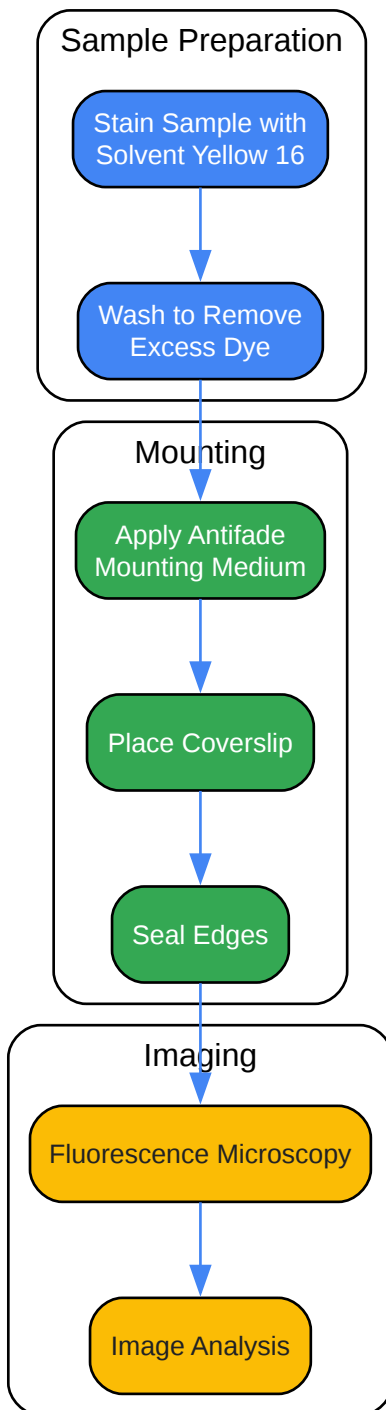 Sample Preparation
Stain Sample with
Solvent Yellow 16
Wash to Remove
Excess Dye
Mounting
Apply Antifade
Mounting Medium
Place Coverslip
Seal Edges
Imaging
Fluorescence Microscopy
Image Analysis